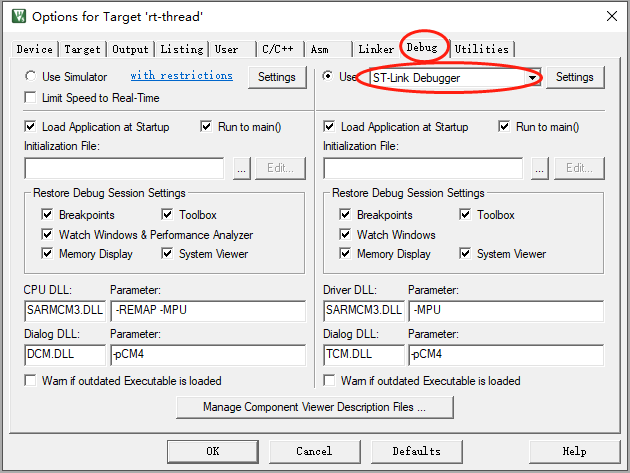 Options for Target 'rt-thread'
Device Target Output Listing User C/C++ Asm Linker Debug Utilities
Use Simulator with restrictions Settings
Limit Speed to Real-Time
Use ST-Link Debugger Settings
Load Application at Startup Run to main()
Initialization File:
... Edit...
Restore Debug Session Settings
Breakpoints Toolbox
Watch Windows & Performance Analyzer
Memory Display System Viewer
Load Application at Startup Run to main()
Initialization File:
... Edit...
Restore Debug Session Settings
Breakpoints Toolbox
Watch Windows
Memory Display System Viewer
CPU DLL: Parameter:
SARMCM3.DLL -REMAP -MPU
Dialog DLL: Parameter:
DCM.DLL -pCM4
Warn if outdated Executable is loaded
Driver DLL: Parameter:
SARMCM3.DLL -MPU
Dialog DLL: Parameter:
TCM.DLL -pCM4
Warn if outdated Executable is loaded
Manage Component Viewer Description Files ...
OK Cancel Defaults Help